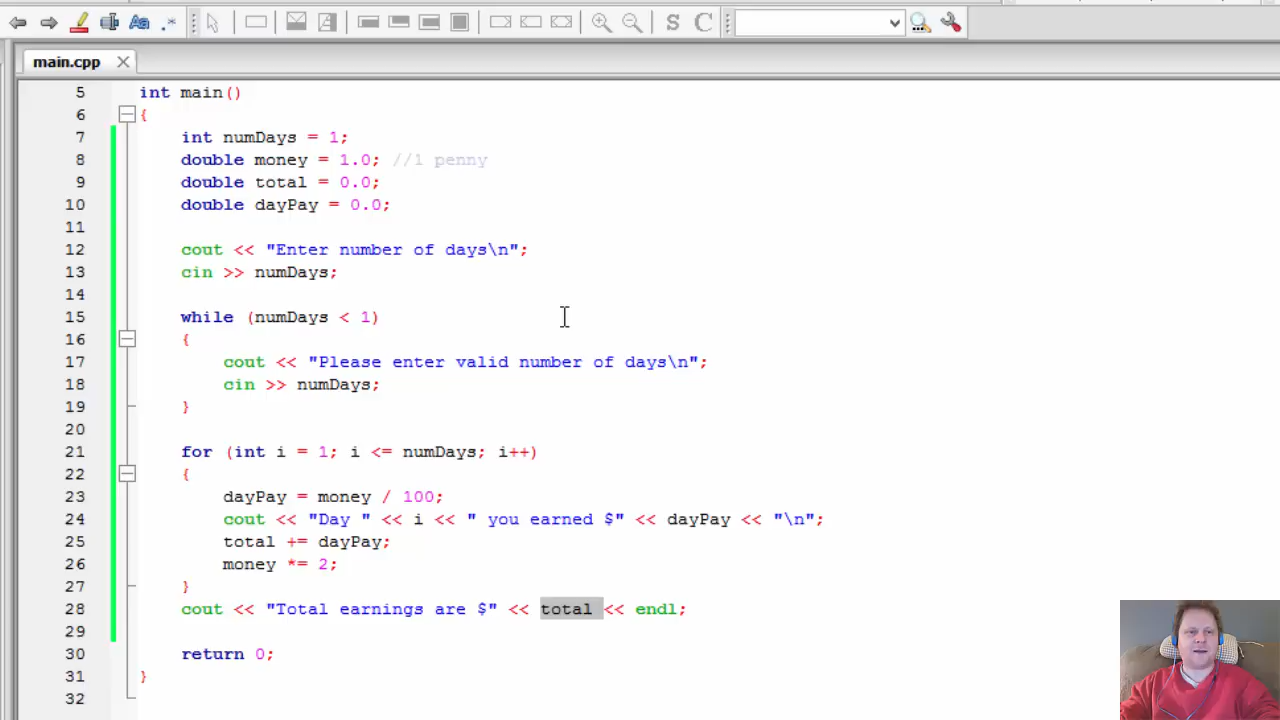 main.cpp
5 int main()
6 {
7 int numDays = 1;
8 double money = 1.0; //1 penny
9 double total = 0.0;
10 double dayPay = 0.0;
11
12 cout << "Enter number of days\n";
13 cin >> numDays;
14
15 while (numDays < 1)
16 {
17 cout << "Please enter valid number of days\n";
18 cin >> numDays;
19 }
20
21 for (int i = 1; i <= numDays; i++)
22 {
23 dayPay = money / 100;
24 cout << "Day " << i << " you earned $" << dayPay << "\n";
25 total += dayPay;
26 money *= 2;
27 }
28 cout << "Total earnings are $" << total << endl;
29
30 return 0;
31 }
32